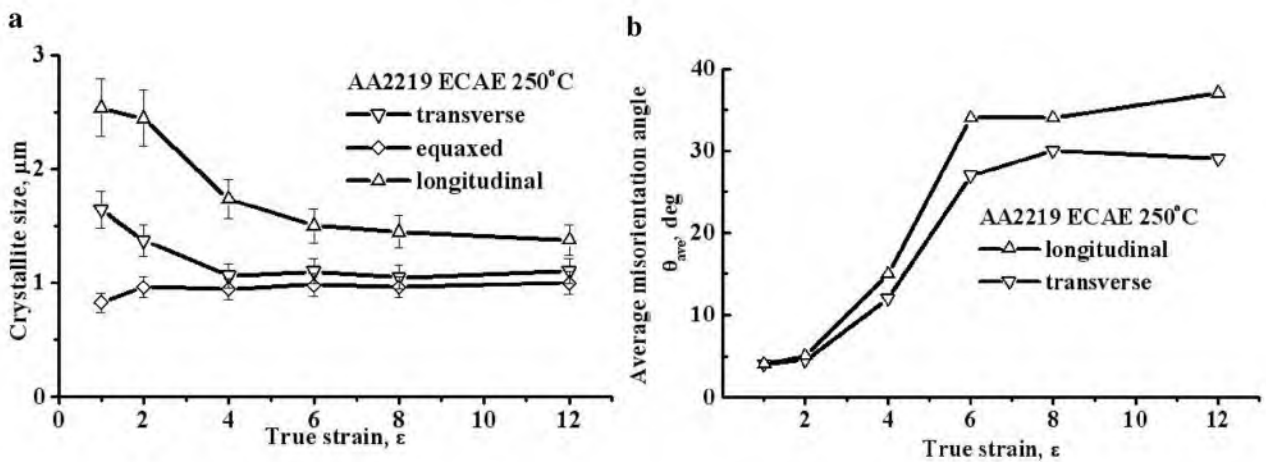 a
3
2
1
0
Crystallite size, μm
AA2219 ECAE 250°C
transverse
equaxed
longitudinal
0 2 4 6 8 10 12
True strain, ε
b
40
30
20
10
0
Average misorientation angle
θave, deg
AA2219 ECAE 250°C
longitudinal
transverse
2 4 6 8 10 12
True strain, ε